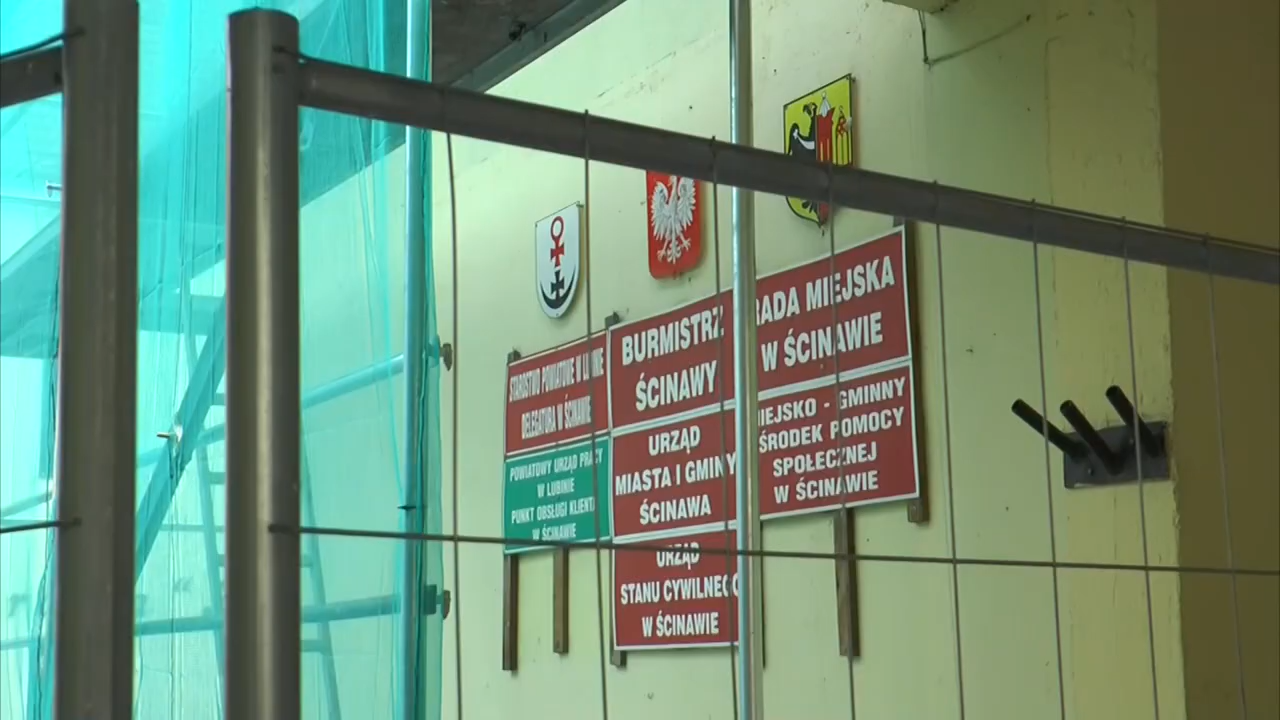 STAROSTWO POWIATOWE W LUBINIE
DELEGATURA W ŚCINAWIE
POWIATOWY URZĄD PRACY
W LUBINIE
PUNKT OBSŁUGI KLIENTA
W ŚCINAWIE
BURMISTRZ
ŚCINAWY
URZĄD
MIASTA I GMINY
ŚCINAWA
URZĄD
STANU CYWILNEGO
W ŚCINAWIE
RADA MIEJSKA
W ŚCINAWIE
MIEJSKO - GMINNY
OŚRODEK POMOCY
SPOŁECZNEJ
W ŚCINAWIE